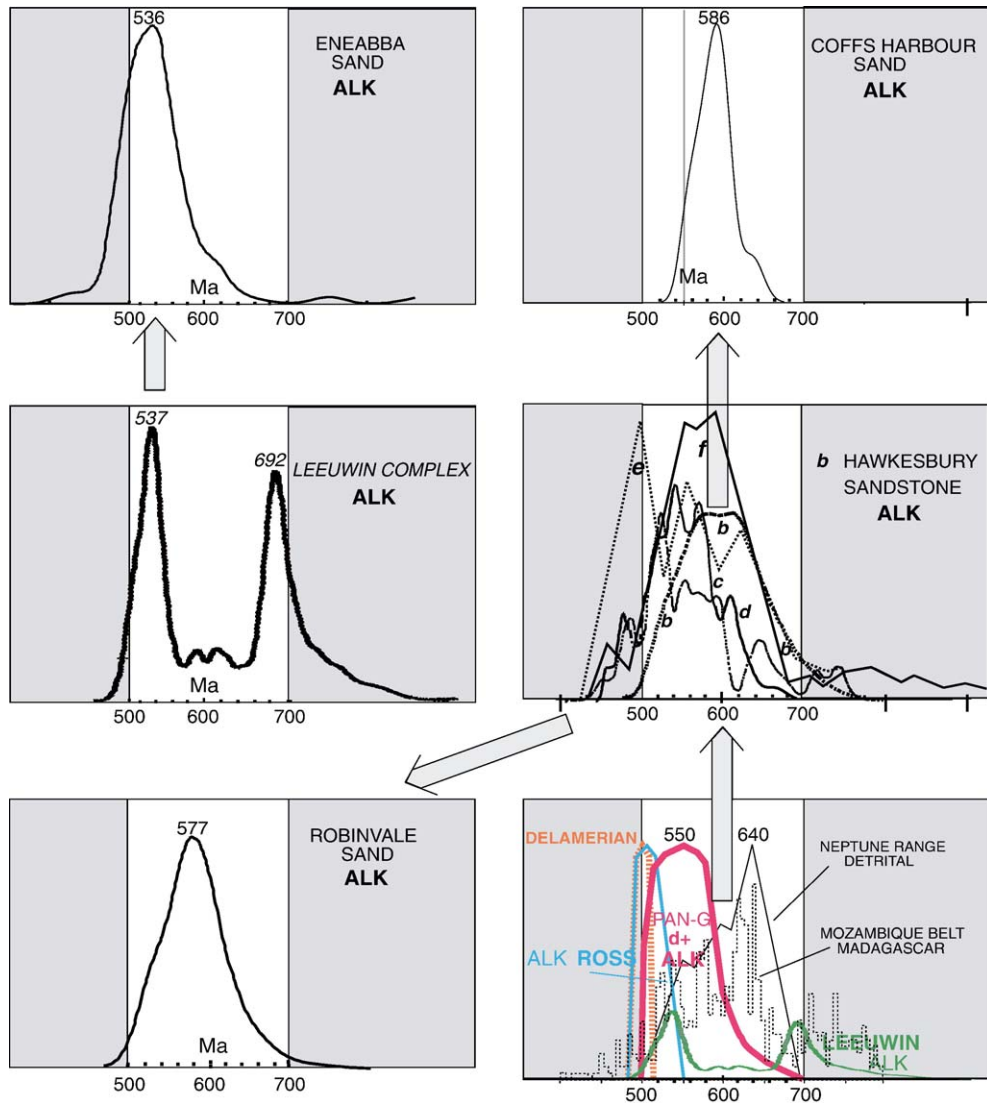 536
ENEABBA
SAND
ALK
Ma
500 600 700
586
COFFS HARBOUR
SAND
ALK
Ma
500 600 700
537
692
LEEUWIN COMPLEX
ALK
Ma
500 600 700
e
f
b
c
d
b
b
b HAWKESBURY
SANDSTONE
ALK
500 600 700
577
ROBINVALE
SAND
ALK
Ma
500 600 700
DELAMERIAN
550
640
NEPTUNE RANGE
DETRITAL
PAN-G
d+
ALK
ALK ROSS
MOZAMBIQUE BELT
MADAGASCAR
LEEUWIN
ALK
500 600 700